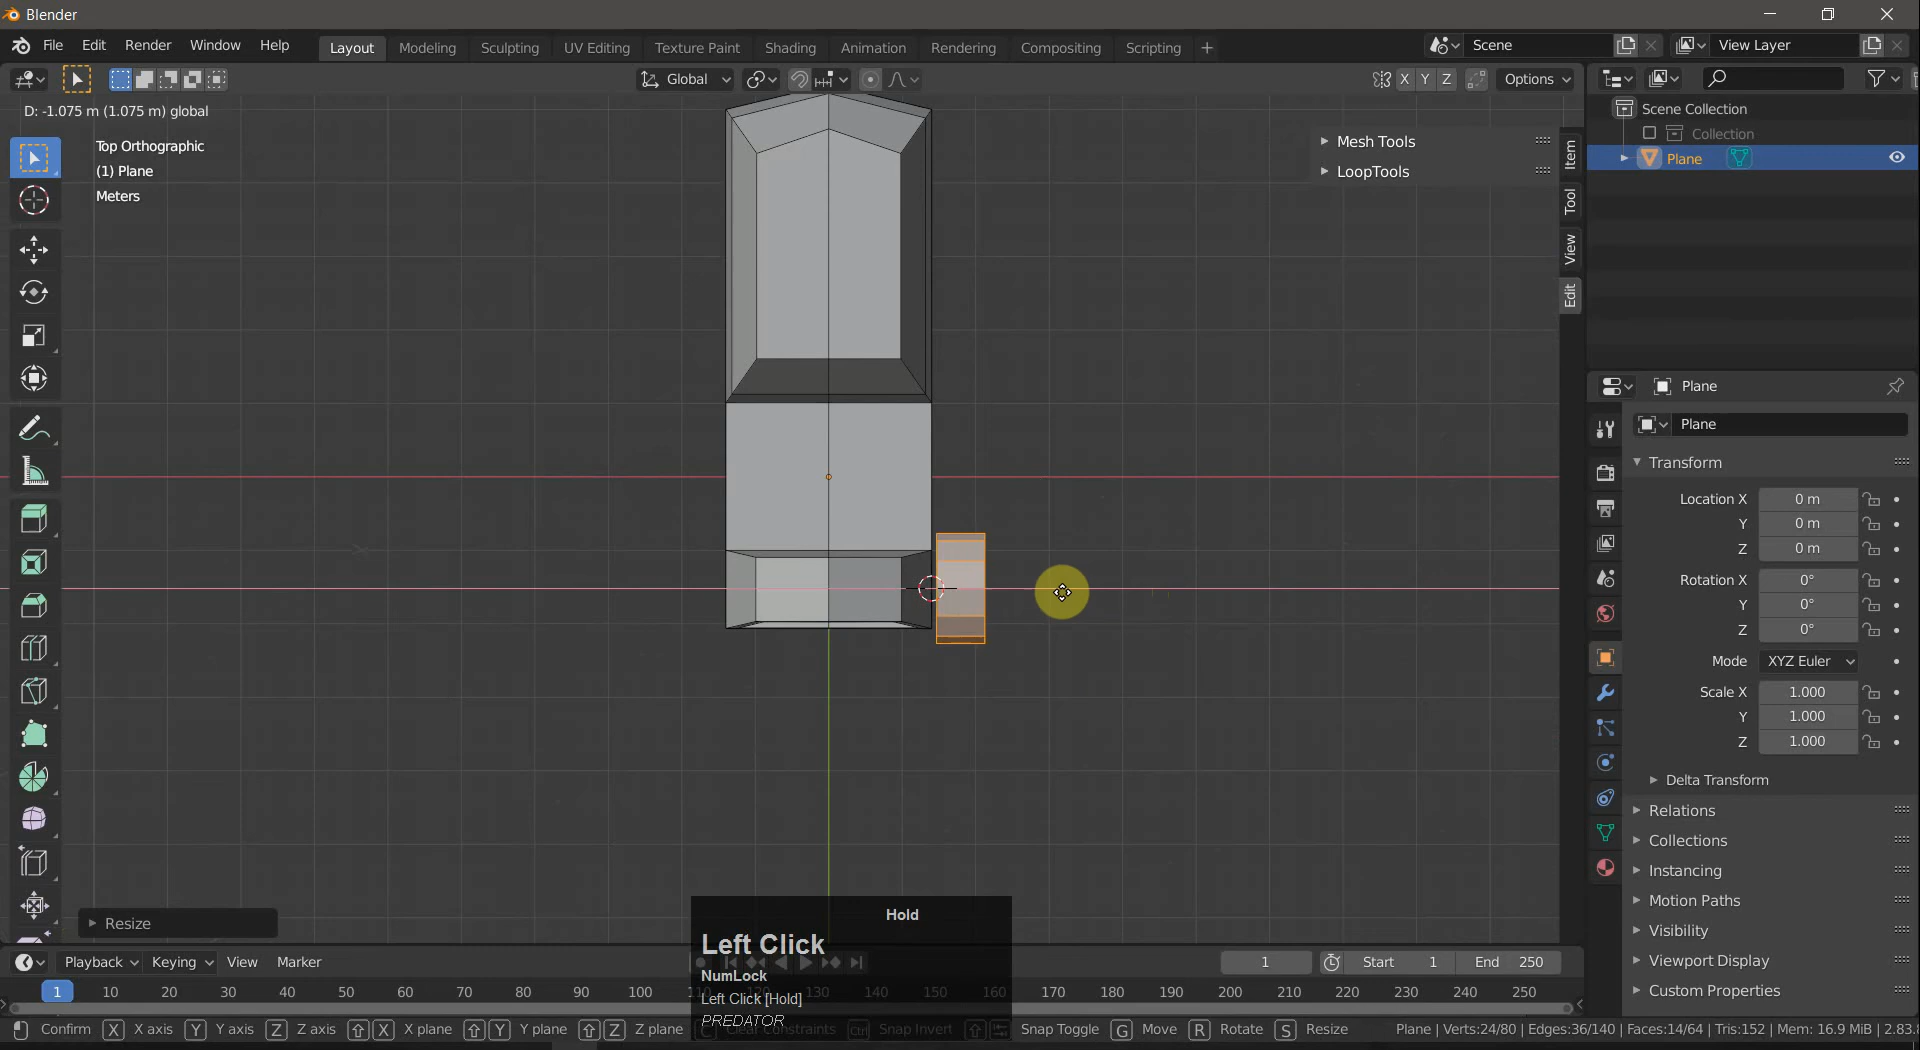 Blender
File Edit Render Window Help
Layout Modeling Sculpting UV Editing Texture Paint Shading Animation Rendering Compositing Scripting +
Scene
View Layer
Global
X Y Z
Options
D: -1.075 m (1.075 m) global
Top Orthographic
(1) Plane
Meters
Mesh Tools
LoopTools
Item
Tool
View
Edit
Scene Collection
Collection
Plane
Plane
Plane
Transform
Location X 0 m
Y 0 m
Z 0 m
Rotation X 0°
Y 0°
Z 0°
Mode XYZ Euler
Scale X 1.000
Y 1.000
Z 1.000
Delta Transform
Relations
Collections
Instancing
Motion Paths
Visibility
Viewport Display
Custom Properties
Resize
Hold
Left Click
NumLock
Left Click [Hold]
PREDATOR
Playback Keying View Marker
1
Start 1
End 250
1 10 20 30 40 50 60 70 80 90 100 110 120 130 140 150 160 170 180 190 200 210 220 230 240 250
Confirm X X axis Y Y axis Z Z axis X X plane Y Y plane Z Z plane C Clear Constraints Ctrl Snap Invert Snap Toggle G Move R Rotate S Resize Plane | Verts:24/80 | Edges:36/140 | Faces:14/64 | Tris:152 | Mem: 16.9 MiB | 2.83.